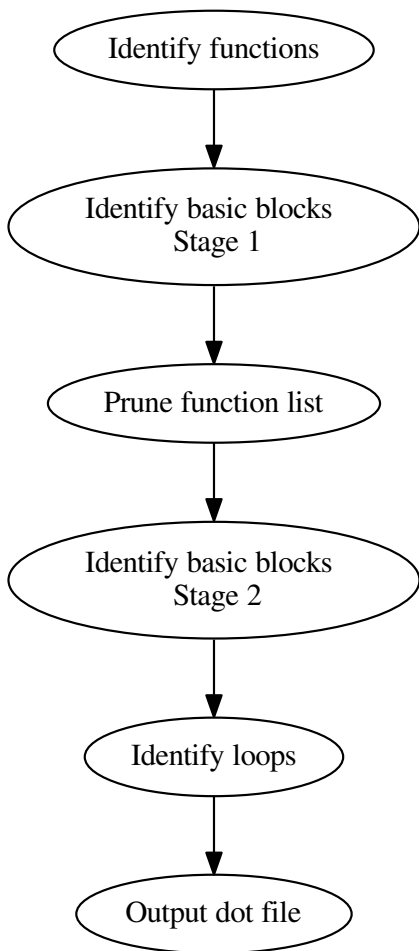 Identify functions
Identify basic blocks
Stage 1
Prune function list
Identify basic blocks
Stage 2
Identify loops
Output dot file